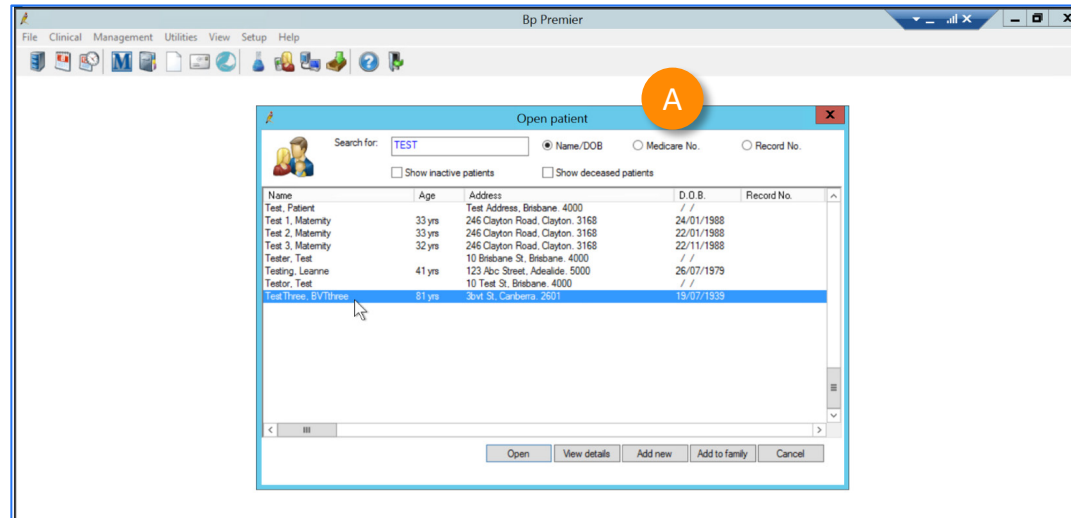 Bp Premier
File Clinical Management Utilities View Setup Help
A
Open patient
Search for: TEST Name/DOB Medicare No. Record No.
Show inactive patients Show deceased patients
Name Age Address D.O.B. Record No.
Test, Patient Test Address, Brisbane. 4000 / /
Test 1, Maternity 33 yrs 246 Clayton Road, Clayton. 3168 24/01/1988
Test 2, Maternity 33 yrs 246 Clayton Road, Clayton. 3168 22/01/1988
Test 3, Maternity 32 yrs 246 Clayton Road, Clayton. 3168 22/11/1988
Tester, Test 10 Brisbane St, Brisbane. 4000 / /
Testing, Leanne 41 yrs 123 Abc Street, Adealide. 5000 26/07/1979
Testor, Test 10 Test St, Brisbane. 4000 / /
TestThree, BVTthree 81 yrs 3bvt St, Canberra. 2601 19/07/1939
Open View details Add new Add to family Cancel